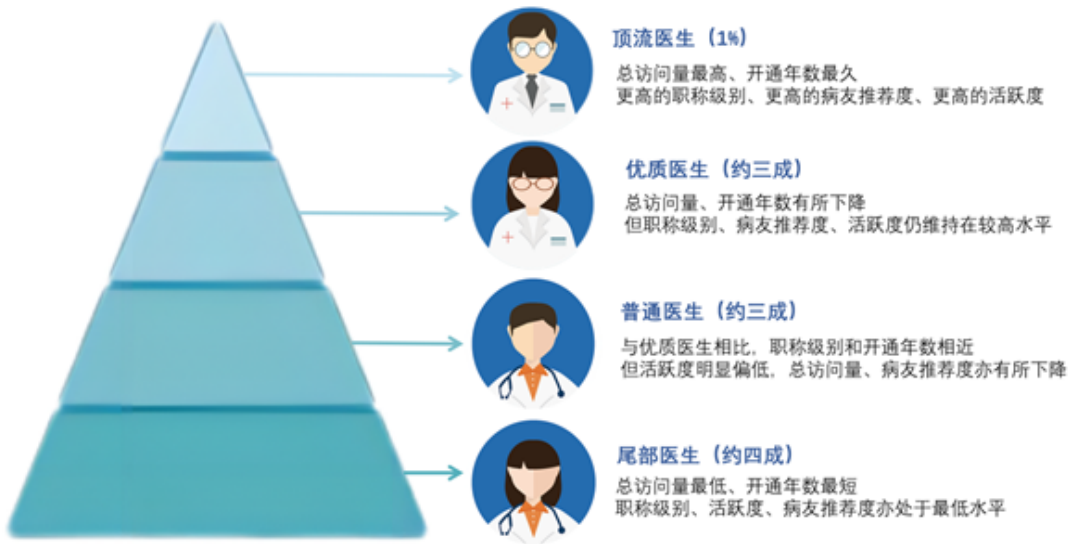 顶流医生（1%）
总访问量最高、开通年数最久
更高的职称级别、更高的病友推荐度、更高的活跃度
优质医生（约三成）
总访问量、开通年数有所下降
但职称级别、病友推荐度、活跃度仍维持在较高水平
普通医生（约三成）
与优质医生相比，职称级别和开通年数相近
但活跃度明显偏低，总访问量、病友推荐度亦有所下降
尾部医生（约四成）
总访问量最低、开通年数最短
职称级别、活跃度、病友推荐度亦处于最低水平